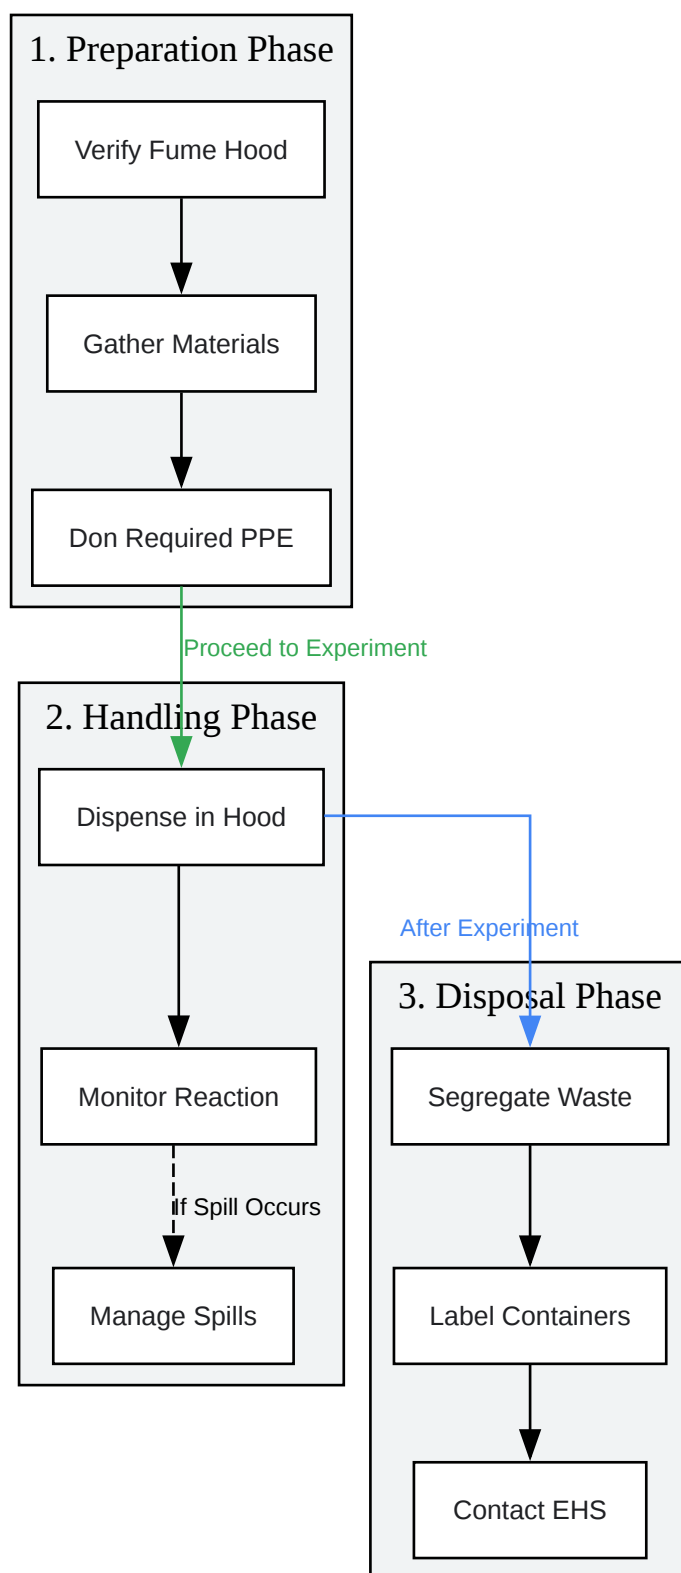 1. Preparation Phase
Verify Fume Hood
Gather Materials
Don Required PPE
Proceed to Experiment
2. Handling Phase
Dispense in Hood
After Experiment
3. Disposal Phase
Monitor Reaction
Segregate Waste
If Spill Occurs
Manage Spills
Label Containers
Contact EHS